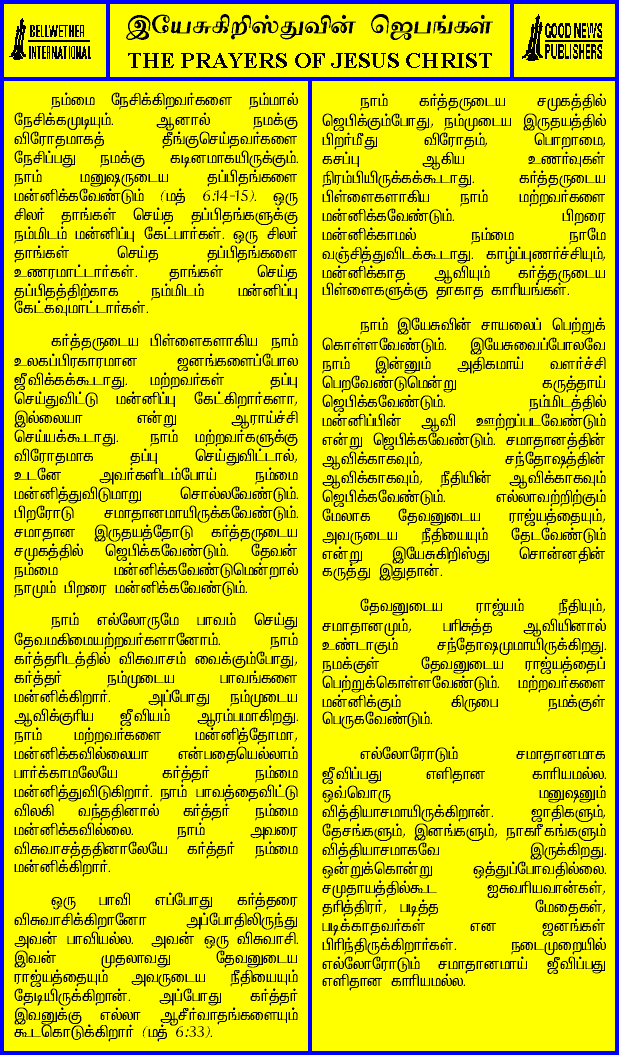 BELLWETHER
INTERNATIONAL
இயேசுகிறிஸ்துவின் ஜெபங்கள்
THE PRAYERS OF JESUS CHRIST
GOOD NEWS
PUBLISHERS
நம்மை நேசிக்கிறவர்களை நம்மால்
நேசிக்கமுடியும். ஆனால் நமக்கு
விரோதமாகத் தீங்குசெய்தவர்களை
நேசிப்பது நமக்கு கடினமாகயிருக்கும்.
நாம் மனுஷருடைய தப்பிதங்களை
மன்னிக்கவேண்டும் (மத் 6:14-15). ஒரு
சிலர் தாங்கள் செய்த தப்பிதங்களுக்கு
நம்மிடம் மன்னிப்பு கேட்பார்கள். ஒரு சிலர்
தாங்கள் செய்த தப்பிதங்களை
உணரமாட்டார்கள். தாங்கள் செய்த
தப்பிதத்திற்காக நம்மிடம் மன்னிப்பு
கேட்கவுமாட்டார்கள்.
கர்த்தருடைய பிள்ளைகளாகிய நாம்
உலகப்பிரகாரமான ஜனங்களைப்போல
ஜீவிக்கக்கூடாது. மற்றவர்கள் தப்பு
செய்துவிட்டு மன்னிப்பு கேட்கிறார்களா,
இல்லையா என்று ஆராய்ச்சி
செய்யக்கூடாது. நாம் மற்றவர்களுக்கு
விரோதமாக தப்பு செய்துவிட்டால்,
உடனே அவர்களிடம்போய் நம்மை
மன்னித்துவிடுமாறு சொல்லவேண்டும்.
பிறரோடு சமாதானமாயிருக்கவேண்டும்.
சமாதான இருதயத்தோடு கர்த்தருடைய
சமுகத்தில் ஜெபிக்கவேண்டும். தேவன்
நம்மை மன்னிக்கவேண்டுமென்றால்
நாமும் பிறரை மன்னிக்கவேண்டும்.
நாம் எல்லோருமே பாவம் செய்து
தேவமகிமையற்றவர்களானோம். நாம்
கர்த்தரிடத்தில் விசுவாசம் வைக்கும்போது,
கர்த்தர் நம்முடைய பாவங்களை
மன்னிக்கிறார். அப்போது நம்முடைய
ஆவிக்குரிய ஜீவியம் ஆரம்பமாகிறது.
நாம் மற்றவர்களை மன்னித்தோமா,
மன்னிக்கவில்லையா என்பதையெல்லாம்
பார்க்காமலேயே கர்த்தர் நம்மை
மன்னித்துவிடுகிறார். நாம் பாவத்தைவிட்டு
விலகி வந்ததினால் கர்த்தர் நம்மை
மன்னிக்கவில்லை. நாம் அவரை
விசுவாசத்ததினாலேயே கர்த்தர் நம்மை
மன்னிக்கிறார்.
ஒரு பாவி எப்போது கர்த்தரை
விசுவாசிக்கிறானோ அப்போதிலிருந்து
அவன் பாவியல்ல. அவன் ஒரு விசுவாசி.
இவன் முதலாவது தேவனுடைய
ராஜ்யத்தையும் அவருடைய நீதியையும்
தேடியிருக்கிறான். அப்போது கர்த்தர்
இவனுக்கு எல்லா ஆசீர்வாதங்களையும்
கூடகொடுக்கிறார் (மத் 6:33).
நாம் கர்த்தருடைய சமுகத்தில்
ஜெபிக்கும்போது, நம்முடைய இருதயத்தில்
பிறர்மீது விரோதம், பொறாமை,
கசப்பு ஆகிய உணர்வுகள்
நிரம்பியிருக்கக்கூடாது. கர்த்தருடைய
பிள்ளைகளாகிய நாம் மற்றவர்களை
மன்னிக்கவேண்டும். பிறரை
மன்னிக்காமல் நம்மை நாமே
வஞ்சித்துவிடக்கூடாது. காழ்ப்புணர்ச்சியும்,
மன்னிக்காத ஆவியும் கர்த்தருடைய
பிள்ளைகளுக்கு தகாத காரியங்கள்.
நாம் இயேசுவின் சாயலைப் பெற்றுக்
கொள்ளவேண்டும். இயேசுவைப்போலவே
நாம் இன்னும் அதிகமாய் வளர்ச்சி
பெறவேண்டுமென்று கருத்தாய்
ஜெபிக்கவேண்டும். நம்மிடத்தில்
மன்னிப்பின் ஆவி ஊற்றப்படவேண்டும்
என்று ஜெபிக்கவேண்டும். சமாதானத்தின்
ஆவிக்காகவும், சந்தோஷத்தின்
ஆவிக்காகவும், நீதியின் ஆவிக்காகவும்
ஜெபிக்கவேண்டும். எல்லாவற்றிற்கும்
மேலாக தேவனுடைய ராஜ்யத்தையும்,
அவருடைய நீதியையும் தேடவேண்டும்
என்று இயேசுகிறிஸ்து சொன்னதின்
கருத்து இதுதான்.
தேவனுடைய ராஜ்யம் நீதியும்,
சமாதானமும், பரிசுத்த ஆவியினால்
உண்டாகும் சந்தோஷமுமாயிருக்கிறது.
நமக்குள் தேவனுடைய ராஜ்யத்தைப்
பெற்றுக்கொள்ளவேண்டும். மற்றவர்களை
மன்னிக்கும் கிருபை நமக்குள்
பெருகவேண்டும்.
எல்லோரோடும் சமாதானமாக
ஜீவிப்பது எளிதான காரியமல்ல.
ஒவ்வொரு மனுஷனும்
வித்தியாசமாயிருக்கிறான். ஜாதிகளும்,
தேசங்களும், இனங்களும், நாகரீகங்களும்
வித்தியாசமாகவே இருக்கிறது.
ஒன்றுக்கொன்று ஒத்துப்போவதில்லை.
சமுதாயத்தில்கூட ஐசுவரியவான்கள்,
தரித்திரர், படித்த மேதைகள்,
படிக்காதவர்கள் என ஜனங்கள்
பிரிந்திருக்கிறார்கள். நடைமுறையில்
எல்லோரோடும் சமாதானமாய் ஜீவிப்பது
எளிதான காரியமல்ல.